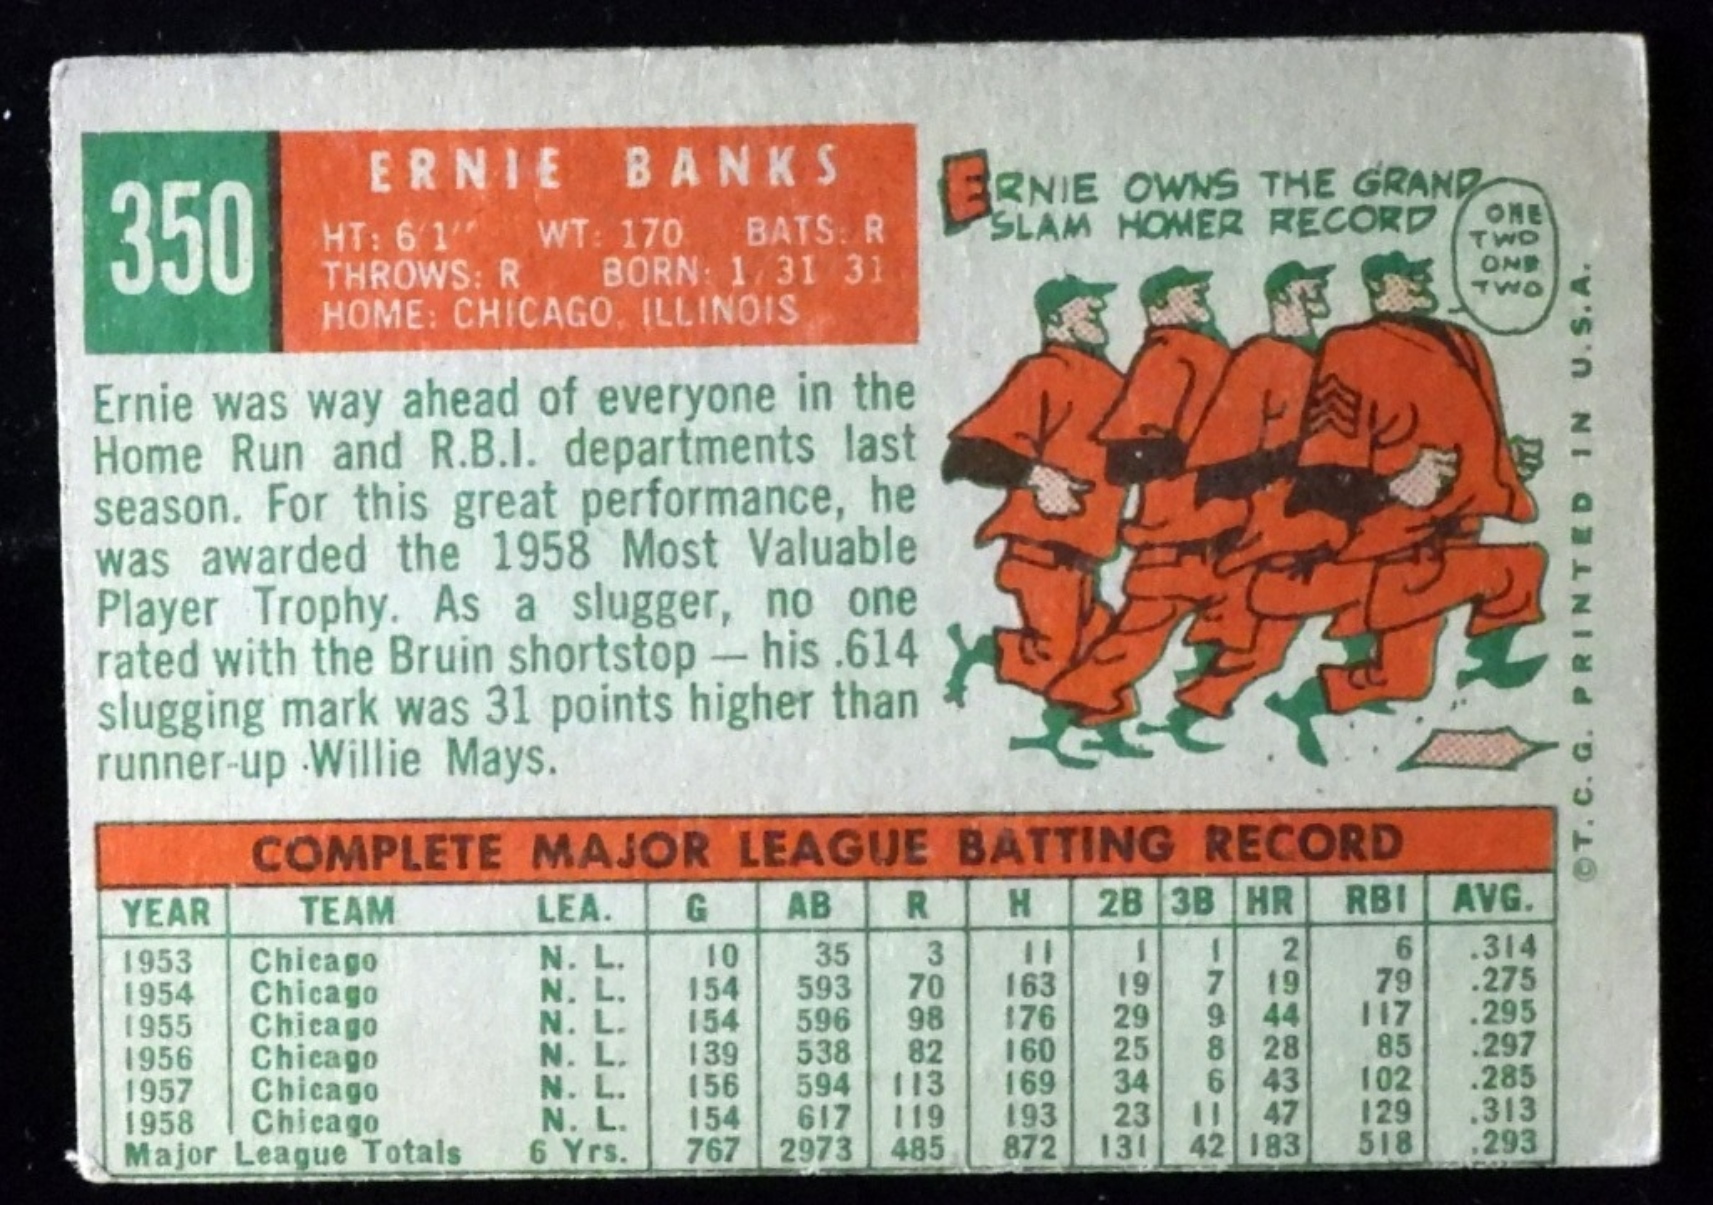 350
ERNIE BANKS
HT: 6'1" WT: 170 BATS: R
THROWS: R BORN: 1/31/31
HOME: CHICAGO, ILLINOIS
Ernie was way ahead of everyone in the
Home Run and R.B.I. departments last
season. For this great performance, he
was awarded the 1958 Most Valuable
Player Trophy. As a slugger, no one
rated with the Bruin shortstop — his .614
slugging mark was 31 points higher than
runner-up Willie Mays.
ERNIE OWNS THE GRAND
SLAM HOMER RECORD
ONE
TWO
ONE
TWO
©T.C.G. PRINTED IN U.S.A.
COMPLETE MAJOR LEAGUE BATTING RECORD
YEAR TEAM LEA. G AB R H 2B 3B HR RBI AVG.
1953 Chicago N. L. 10 35 3 11 1 1 2 6 .314
1954 Chicago N. L. 154 593 70 163 19 7 19 79 .275
1955 Chicago N. L. 154 596 98 176 29 9 44 117 .295
1956 Chicago N. L. 139 538 82 160 25 8 28 85 .297
1957 Chicago N. L. 156 594 113 169 34 6 43 102 .285
1958 Chicago N. L. 154 617 119 193 23 11 47 129 .313
Major League Totals 6 Yrs. 767 2973 485 872 131 42 183 518 .293